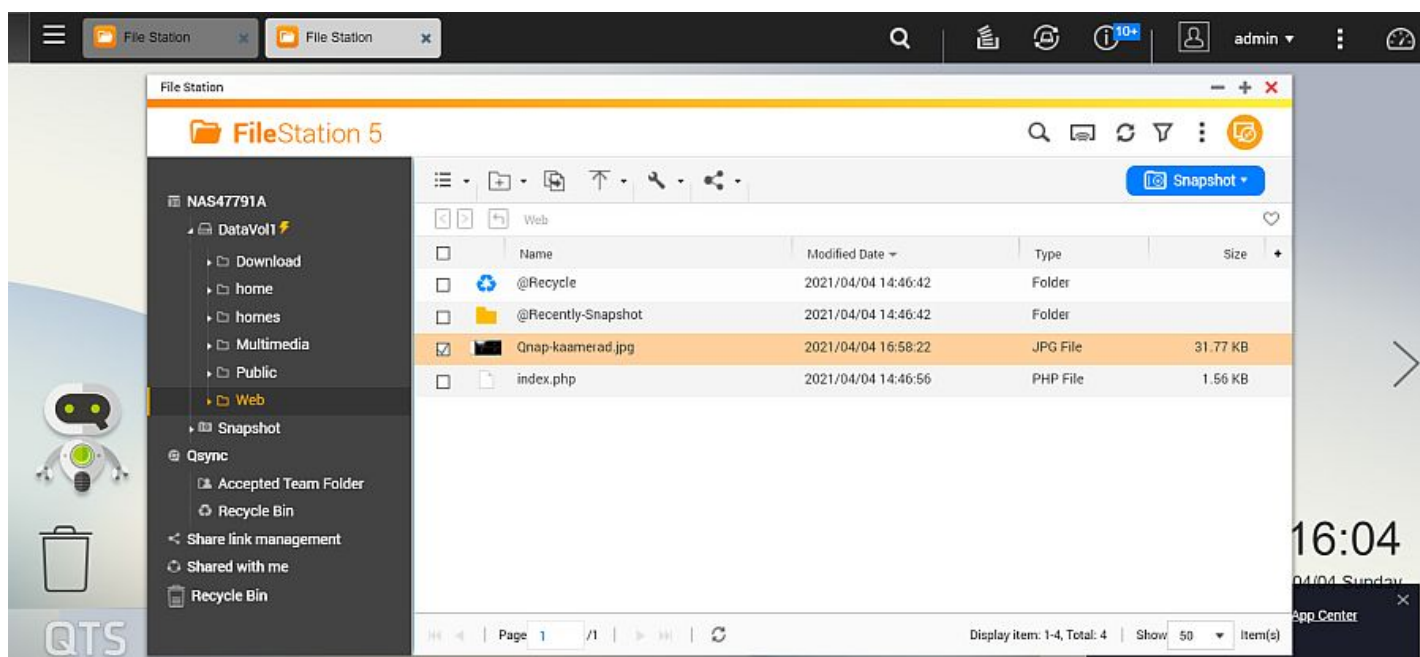 File Station
File Station
10+
admin
File Station
FileStation 5
Snapshot
NAS47791A
DataVol1
Download
home
homes
Multimedia
Public
Web
Snapshot
Qsync
Accepted Team Folder
Recycle Bin
Share link management
Shared with me
Recycle Bin
Web
Name Modified Date Type Size
@Recycle 2021/04/04 14:46:42 Folder
@Recently-Snapshot 2021/04/04 14:46:42 Folder
Qnap-kaamerad.jpg 2021/04/04 16:58:22 JPG File 31.77 KB
index.php 2021/04/04 14:46:56 PHP File 1.56 KB
Page 1 /1 Display item: 1-4, Total: 4 Show 50 Item(s)
16:04
04/04 Sunday
App Center
QTS